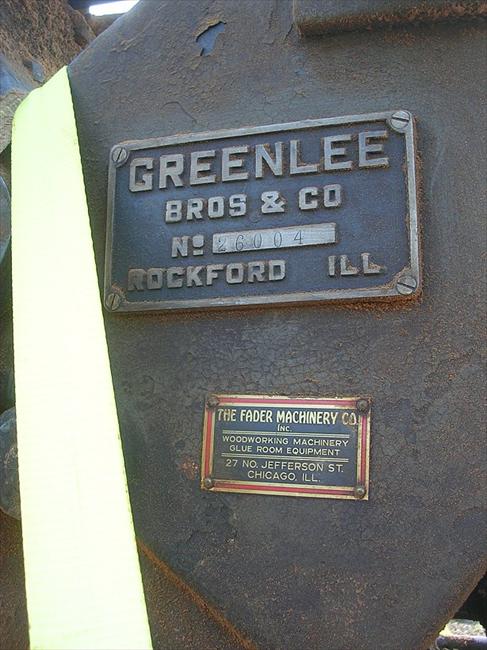 GREENLEE
BROS & CO
Nº 26004
ROCKFORD ILL
THE FADER MACHINERY CO.
Inc.
WOODWORKING MACHINERY
GLUE ROOM EQUIPMENT
27 NO. JEFFERSON ST.
CHICAGO, ILL.